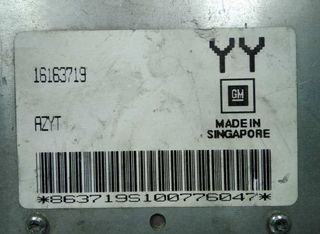 YY
16163719
GM
AZYT
MADE IN
SINGAPORE
*863719S100776047*